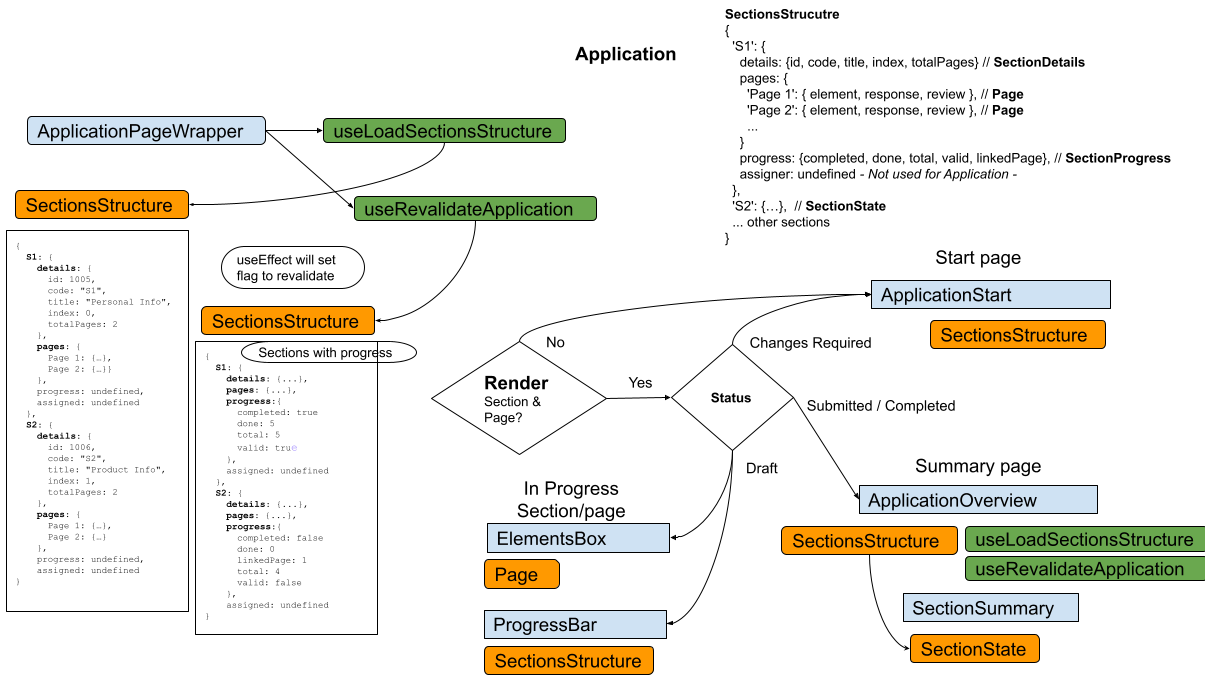 Application
SectionsStrucutre
{
'S1': {
details: {id, code, title, index, totalPages} // SectionDetails
pages: {
'Page 1': { element, response, review }, // Page
'Page 2': { element, response, review }, // Page
...
}
progress: {completed, done, total, valid, linkedPage}, // SectionProgress
assigner: undefined - Not used for Application -
},
'S2': {…}, // SectionState
... other sections
}
ApplicationPageWrapper
useLoadSectionsStructure
SectionsStructure
useRevalidateApplication
{
S1: {
details: {
id: 1005,
code: "S1",
title: "Personal Info",
index: 0,
totalPages: 2
},
pages: {
Page 1: {…},
Page 2: {…}}
},
progress: undefined,
assigned: undefined
},
S2: {
details: {
id: 1006,
code: "S2",
title: "Product Info",
index: 1,
totalPages: 2
},
pages: {
Page 1: {…}
Page 2: {…}
},
progress: undefined,
assigned: undefined
}
useEffect will set
flag to revalidate
SectionsStructure
Sections with progress
{
S1: {
details: {...},
pages: {...},
progress:{
completed: true
done: 5
total: 5
valid: true
},
assigned: undefined
},
S2: {
details: {...},
pages: {...},
progress:{
completed: false
done: 0
linkedPage: 1
total: 4
valid: false
},
assigned: undefined
}
Start page
ApplicationStart
SectionsStructure
No
Changes Required
Render
Section &
Page?
Yes
Status
Submitted / Completed
Draft
Summary page
ApplicationOverview
SectionsStructure
useLoadSectionsStructure
useRevalidateApplication
SectionSummary
SectionState
In Progress
Section/page
ElementsBox
Page
ProgressBar
SectionsStructure